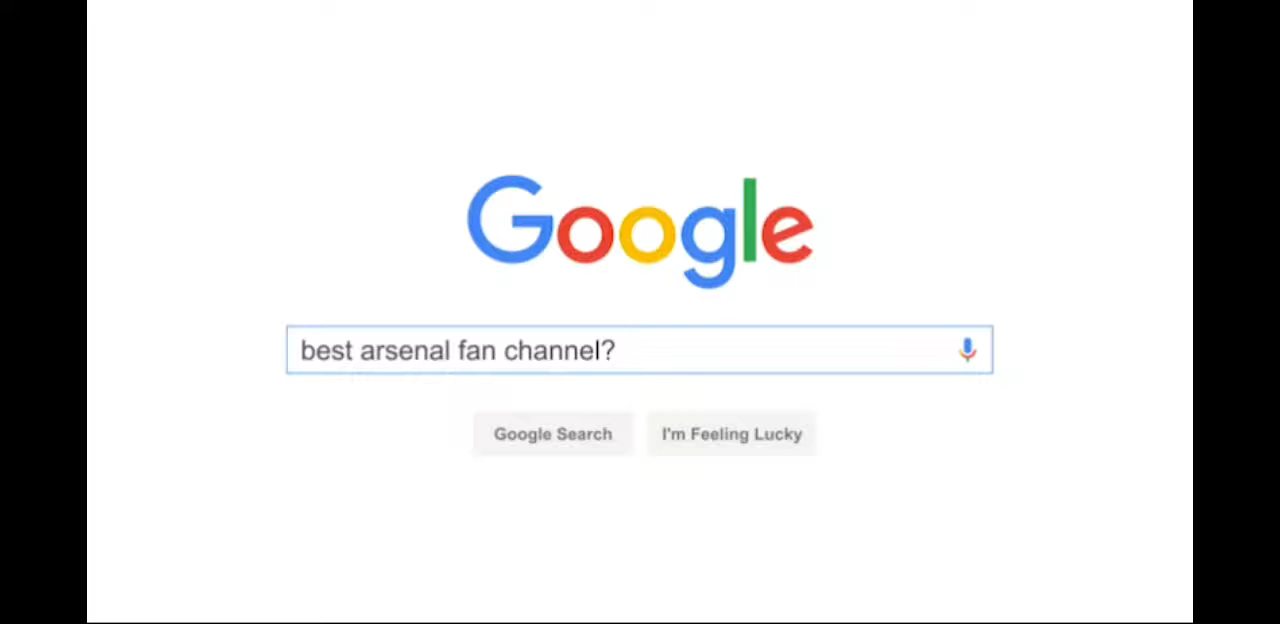 Google
best arsenal fan channel?
Google Search
I'm Feeling Lucky